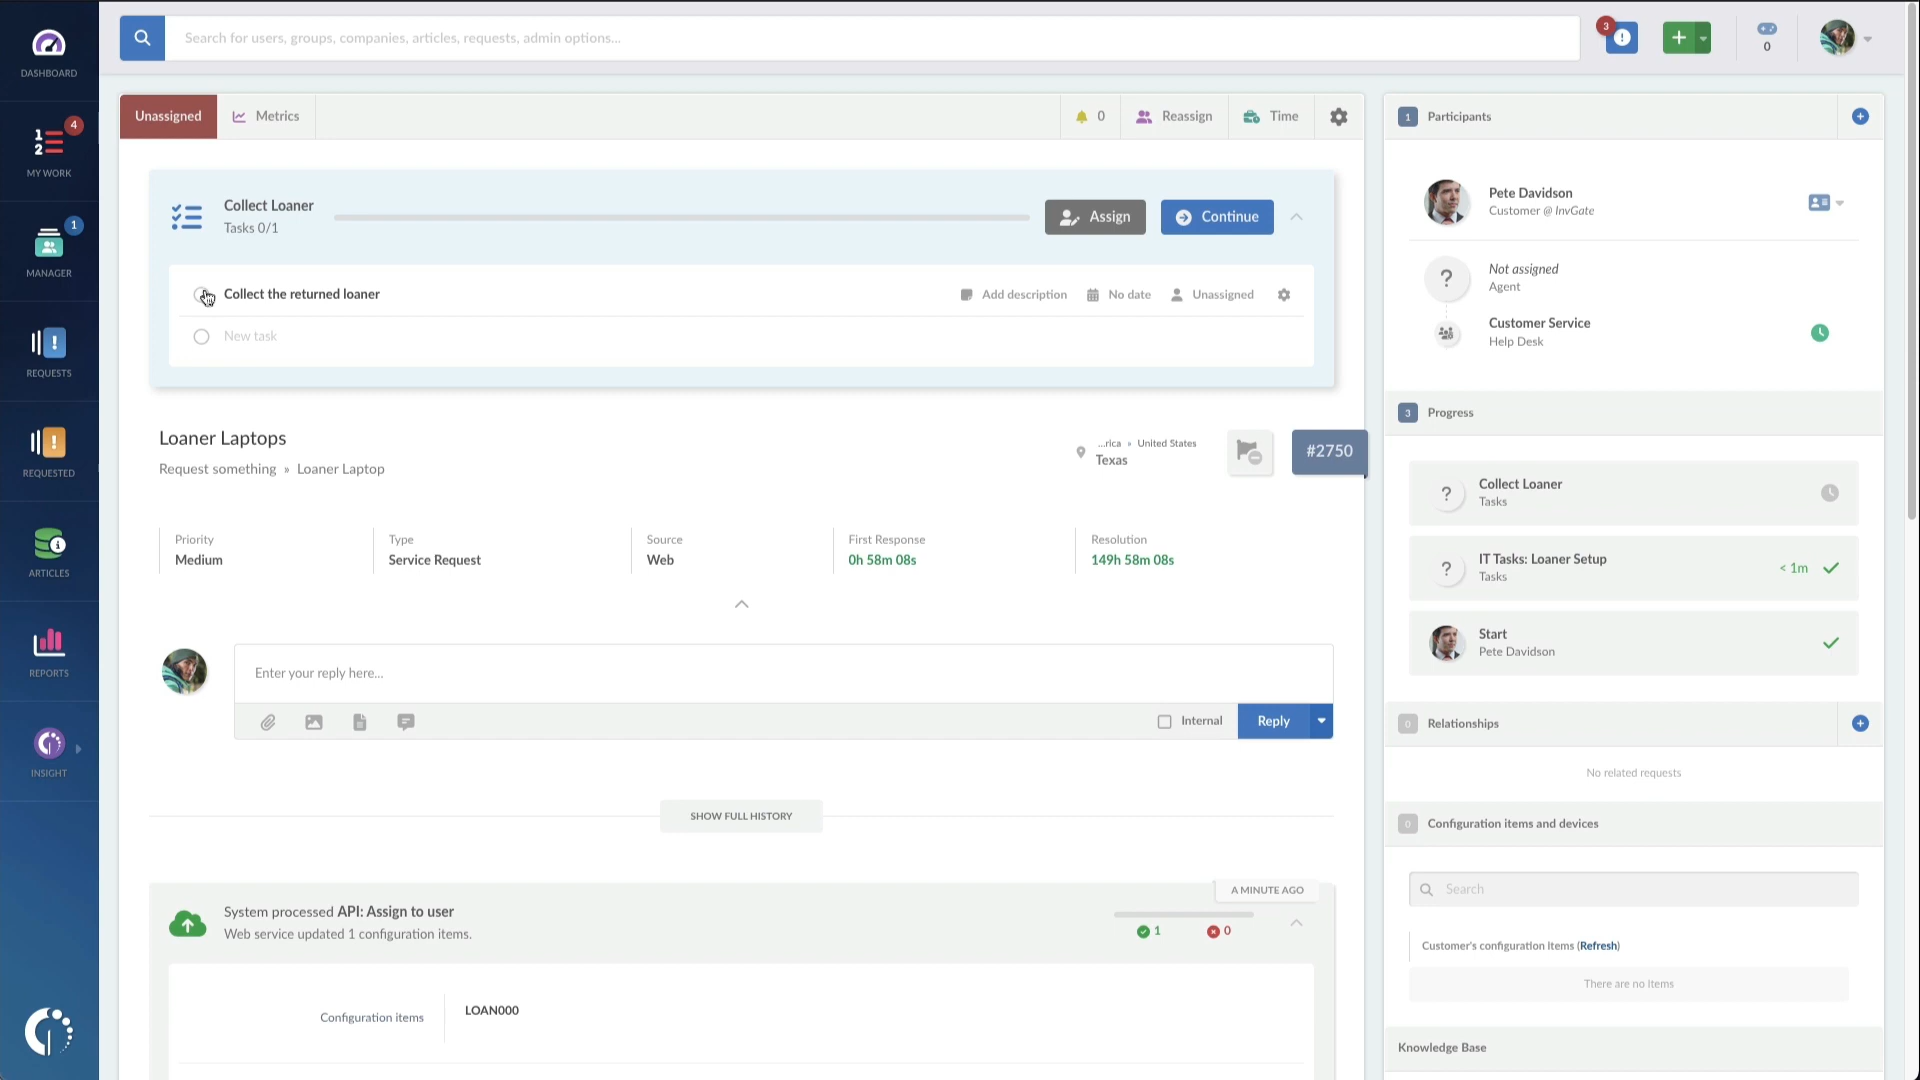 Search for users, groups, companies, articles, requests, admin options...
3
0
DASHBOARD
4
MY WORK
1
MANAGER
REQUESTS
REQUESTED
ARTICLES
REPORTS
INSIGHT
Unassigned
Metrics
0
Reassign
Time
Collect Loaner
Tasks 0/1
Assign
Continue
Collect the returned loaner
Add description
No date
Unassigned
New task
Loaner Laptops
Request something » Loaner Laptop
...rica » United States
Texas
#2750
Priority
Medium
Type
Service Request
Source
Web
First Response
0h 58m 08s
Resolution
149h 58m 08s
Enter your reply here...
Internal
Reply
SHOW FULL HISTORY
A MINUTE AGO
System processed API: Assign to user
Web service updated 1 configuration items.
1
0
Configuration items
LOAN000
1
Participants
Pete Davidson
Customer @ InvGate
Not assigned
Agent
Customer Service
Help Desk
3
Progress
Collect Loaner
Tasks
IT Tasks: Loaner Setup
Tasks
< 1m
Start
Pete Davidson
0
Relationships
No related requests
0
Configuration items and devices
Search
Customer's configuration items (Refresh)
There are no items
Knowledge Base